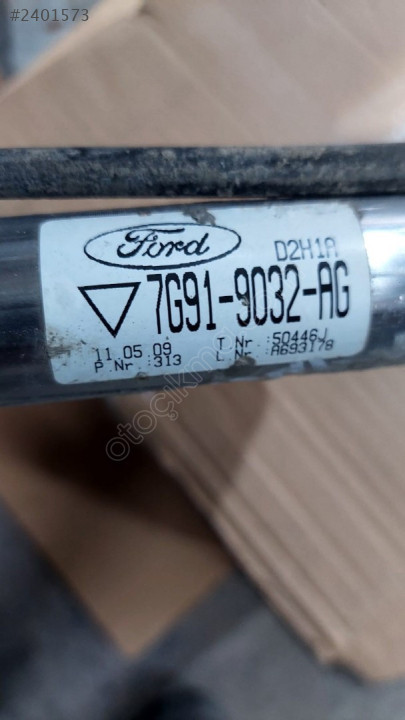 #2401573
Ford
D2H1A
7G91-9032-AG
11 05 09 T Nr :50446J
P Nr :313 L Nr :A693178
otoçıkma